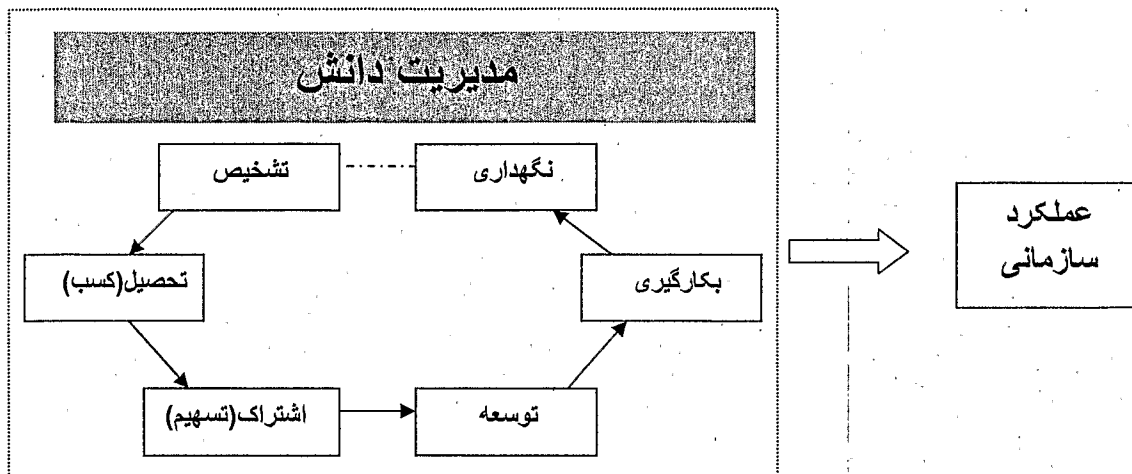 مدیریت دانش
نگهداری
تشخیص
عملکرد
سازمانی
بکارگیری
تحصیل(کسب)
توسعه
اشتراک(تسهیم)